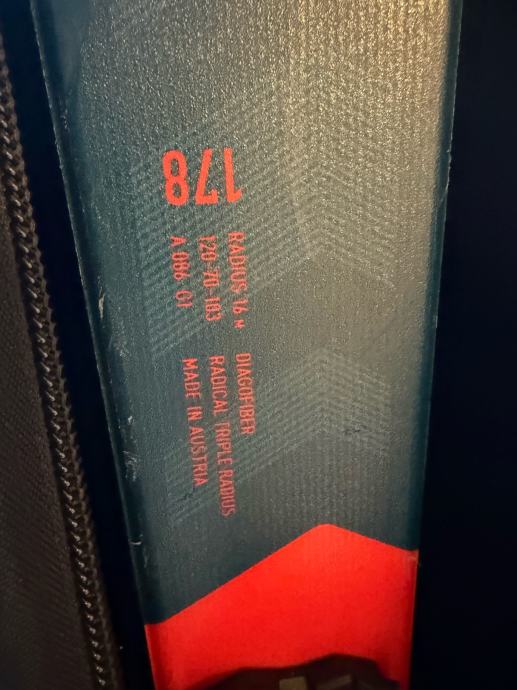 178
RADIUS 16 M
120-70-103
A 086 01
DIAGOFIBER
RADICAL TRIPLE RADIUS
MADE IN AUSTRIA